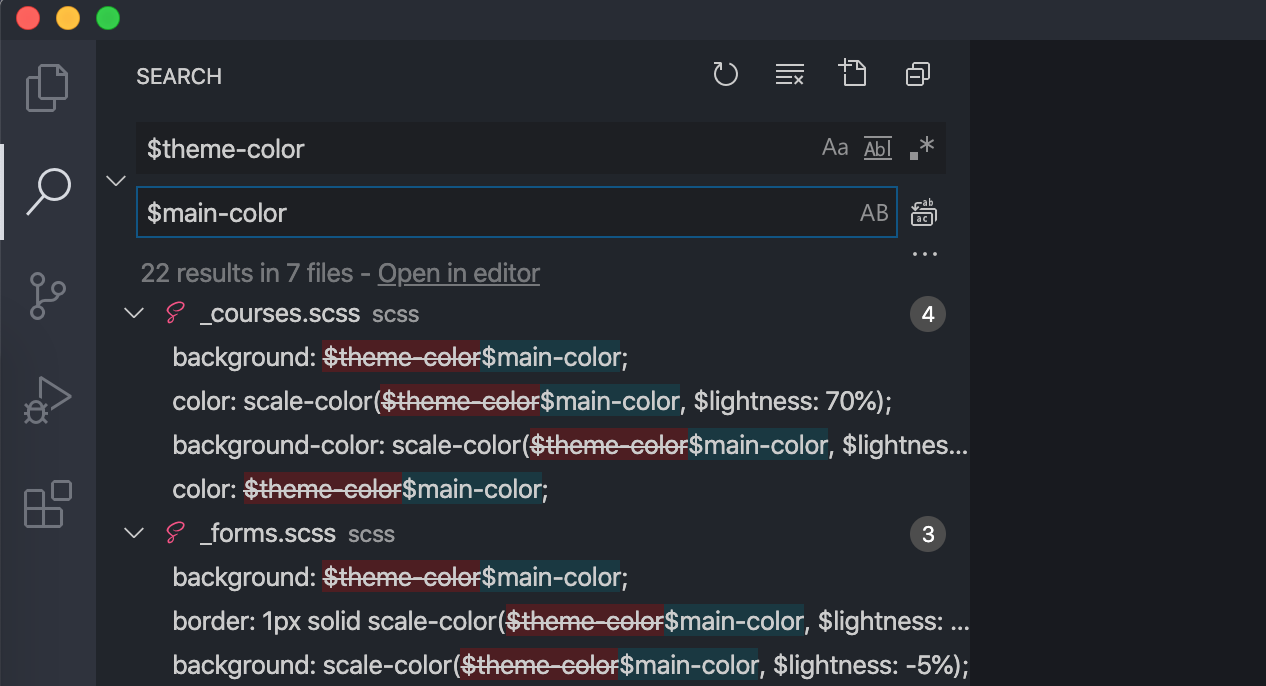 SEARCH
$theme-color Aa Abl .*
$main-color AB ab ac
...
22 results in 7 files - Open in editor
_courses.scss scss 4
background: $theme-color$main-color;
color: scale-color($theme-color$main-color, $lightness: 70%);
background-color: scale-color($theme-color$main-color, $lightnes...
color: $theme-color$main-color;
_forms.scss scss 3
background: $theme-color$main-color;
border: 1px solid scale-color($theme-color$main-color, $lightness: ...
background: scale-color($theme-color$main-color, $lightness: -5%);